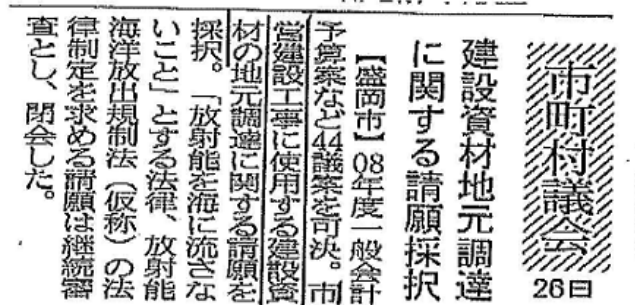 市町村議会
26日
建設資材地元調達
に関する請願採択
【盛岡市】08年度一般会計
予算案など44議案を可決。市
営建設工事に使用する建設資
材の地元調達に関する請願を
採択。「放射能を海に流さな
いこと」とする法律、放射能
海洋放出規制法（仮称）の法
律制定を求める請願は継続審
査とし、閉会した。